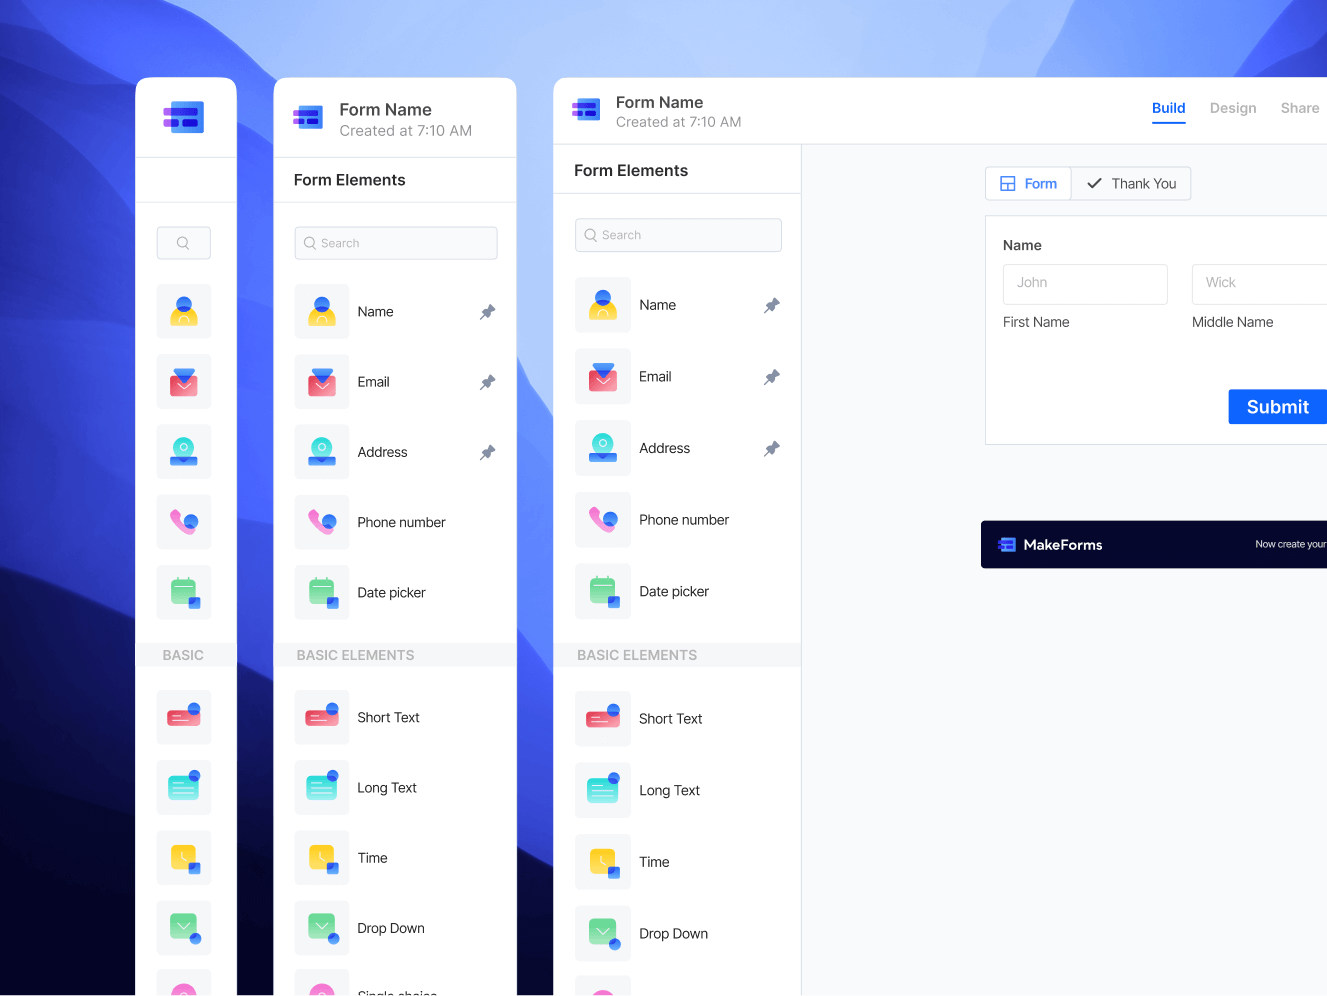 BASIC
Form Name
Created at 7:10 AM
Form Elements
Search
Name
Email
Address
Phone number
Date picker
BASIC ELEMENTS
Short Text
Long Text
Time
Drop Down
Single choice
Form Name
Created at 7:10 AM
Build Design Share
Form Elements
Search
Name
Email
Address
Phone number
Date picker
BASIC ELEMENTS
Short Text
Long Text
Time
Drop Down
Form Thank You
Name
John Wick
First Name Middle Name
Submit
MakeForms Now create your